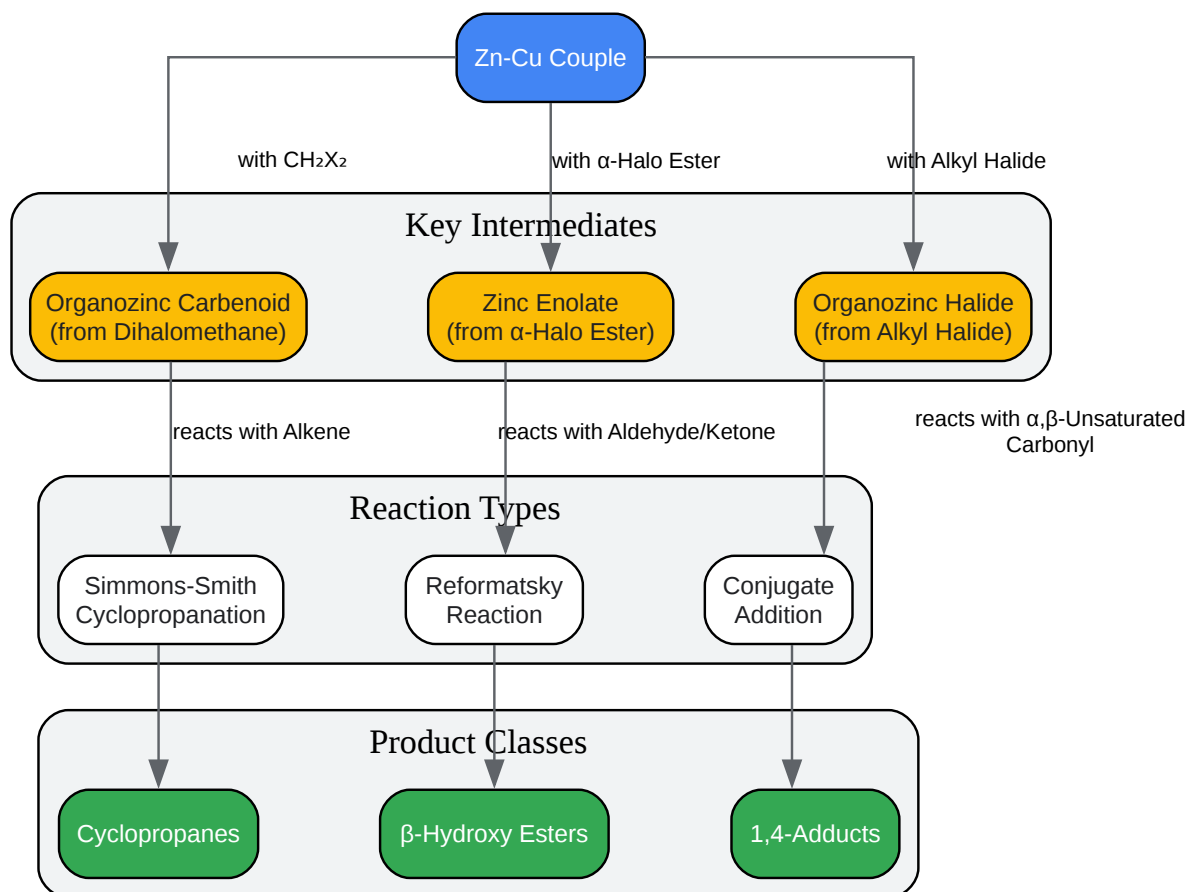 Zn-Cu Couple
with CH₂X₂
with α-Halo Ester
with Alkyl Halide
Key Intermediates
Organozinc Carbenoid
(from Dihalomethane)
Zinc Enolate
(from α-Halo Ester)
Organozinc Halide
(from Alkyl Halide)
reacts with Alkene
reacts with Aldehyde/Ketone
reacts with α,β-Unsaturated
Carbonyl
Reaction Types
Simmons-Smith
Cyclopropanation
Reformatsky
Reaction
Conjugate
Addition
Product Classes
Cyclopropanes
β-Hydroxy Esters
1,4-Adducts